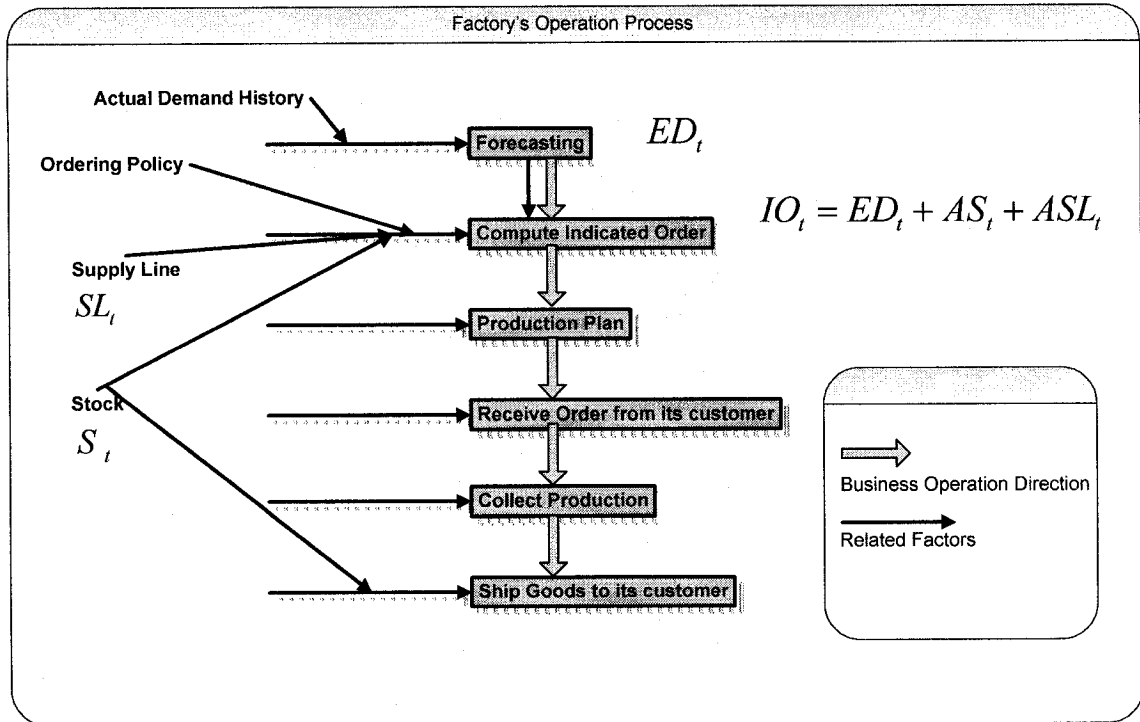 Factory's Operation Process
Actual Demand History
Forecasting
ED_t
Ordering Policy
IO_t = ED_t + AS_t + ASL_t
Compute Indicated Order
Supply Line
SL_t
Production Plan
Stock
S_t
Receive Order from its customer
Collect Production
Ship Goods to its customer
Business Operation Direction
Related Factors